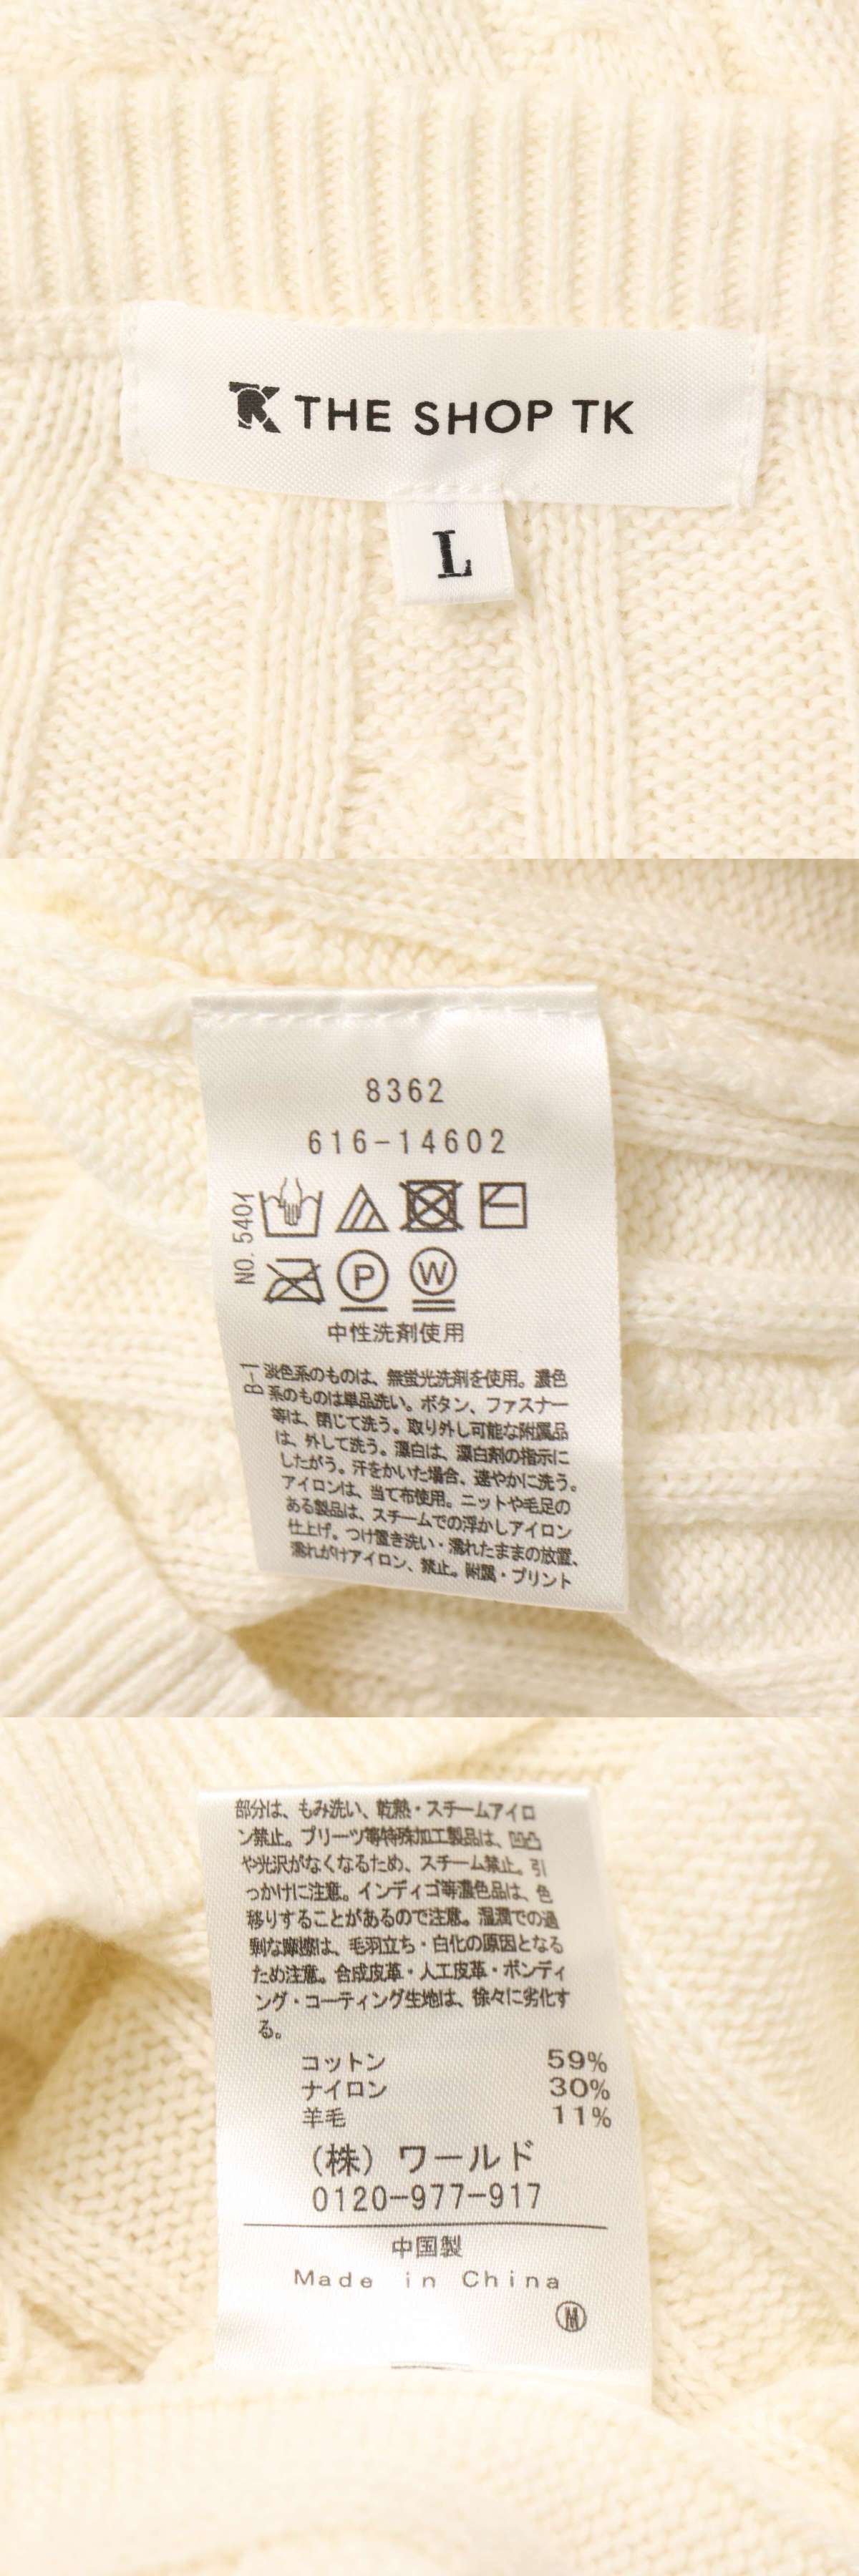 THE SHOP TK
L
8362
616-14602
NO. 5401
P
W
中性洗剤使用
B-1
淡色系のものは、無蛍光洗剤を使用。濃色
系のものは単品洗い。ボタン、ファスナー
等は、閉じて洗う。取り外し可能な附属品
は、外して洗う。漂白は、漂白剤の指示に
したがう。汗をかいた場合、速やかに洗う。
アイロンは、当て布使用。ニットや毛足の
ある製品は、スチームでの浮かしアイロン
仕上げ。つけ置き洗い・濡れたままの放置、
濡れがけアイロン、禁止。附属・プリント
部分は、もみ洗い、乾熱・スチームアイロ
ン禁止。プリーツ等特殊加工製品は、凹凸
や光沢がなくなるため、スチーム禁止。引
っかけに注意。インディゴ等濃色品は、色
移りすることがあるので注意。湿潤での過
剰な摩擦は、毛羽立ち・白化の原因となる
ため注意。合成皮革・人工皮革・ボンディ
ング・コーティング生地は、徐々に劣化す
る。
コットン 59%
ナイロン 30%
羊毛 11%
(株) ワールド
0120-977-917
中国製
Made in China
M